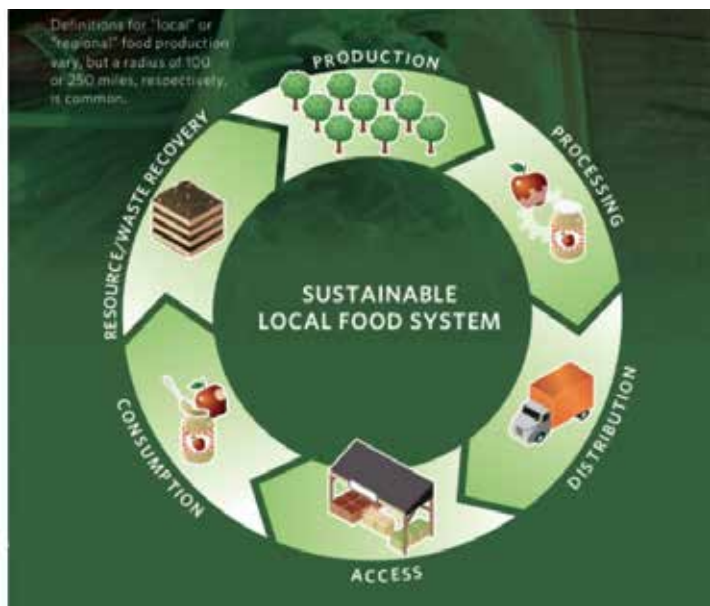 Definitions for "local" or
"regional" food production
vary, but a radius of 100
or 250 miles, respectively,
is common.
PRODUCTION
PROCESSING
DISTRIBUTION
ACCESS
CONSUMPTION
RESOURCE/WASTE RECOVERY
SUSTAINABLE
LOCAL FOOD SYSTEM